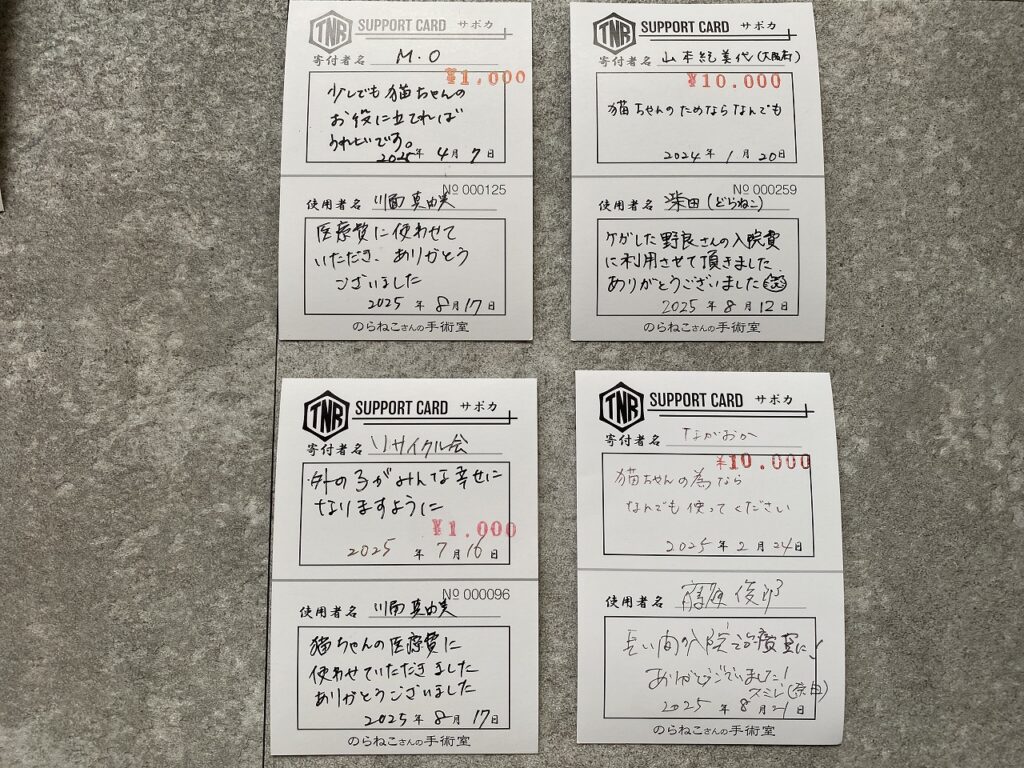 TNR SUPPORT CARD サポカ
寄付者名 M.O
¥1,000
少しでも猫ちゃんの
お役に立てれば
うれしいです。
2025年 4月 7日
No 000125
使用者名 川面 真由美
医療費に使わせて
いただき、ありがとう
ございました
2025年 8月17日
のらねこさんの手術室
TNR SUPPORT CARD サポカ
寄付者名 山本紀美代(大阪府)
¥10.000
猫ちゃんのためならなんでも
2024年 1月 20日
No 000259
使用者名 柴田(どらねこ)
ケがした野良さんの入院費
に利用させて頂きました
ありがとうございました
2025年 8月 12日
のらねこさんの手術室
TNR SUPPORT CARD サポカ
寄付者名 リサイクル会
外の子がみんな幸せに
なりますように
¥1.000
2025年 7月16日
No 000096
使用者名 川面 真由美
猫ちゃんの医療費に
使わせていただきました
ありがとうございました
2025年 8月17日
のらねこさんの手術室
TNR SUPPORT CARD サポカ
寄付者名 ながおか
¥10.000
猫ちゃんの為なら
なんでも使ってください
2025年 2月 24日
使用者名 藤原 俊郎
長い間の入院治療費に!
ありがとうございました!
スミレ
2025年 8月21日
のらねこさんの手術室